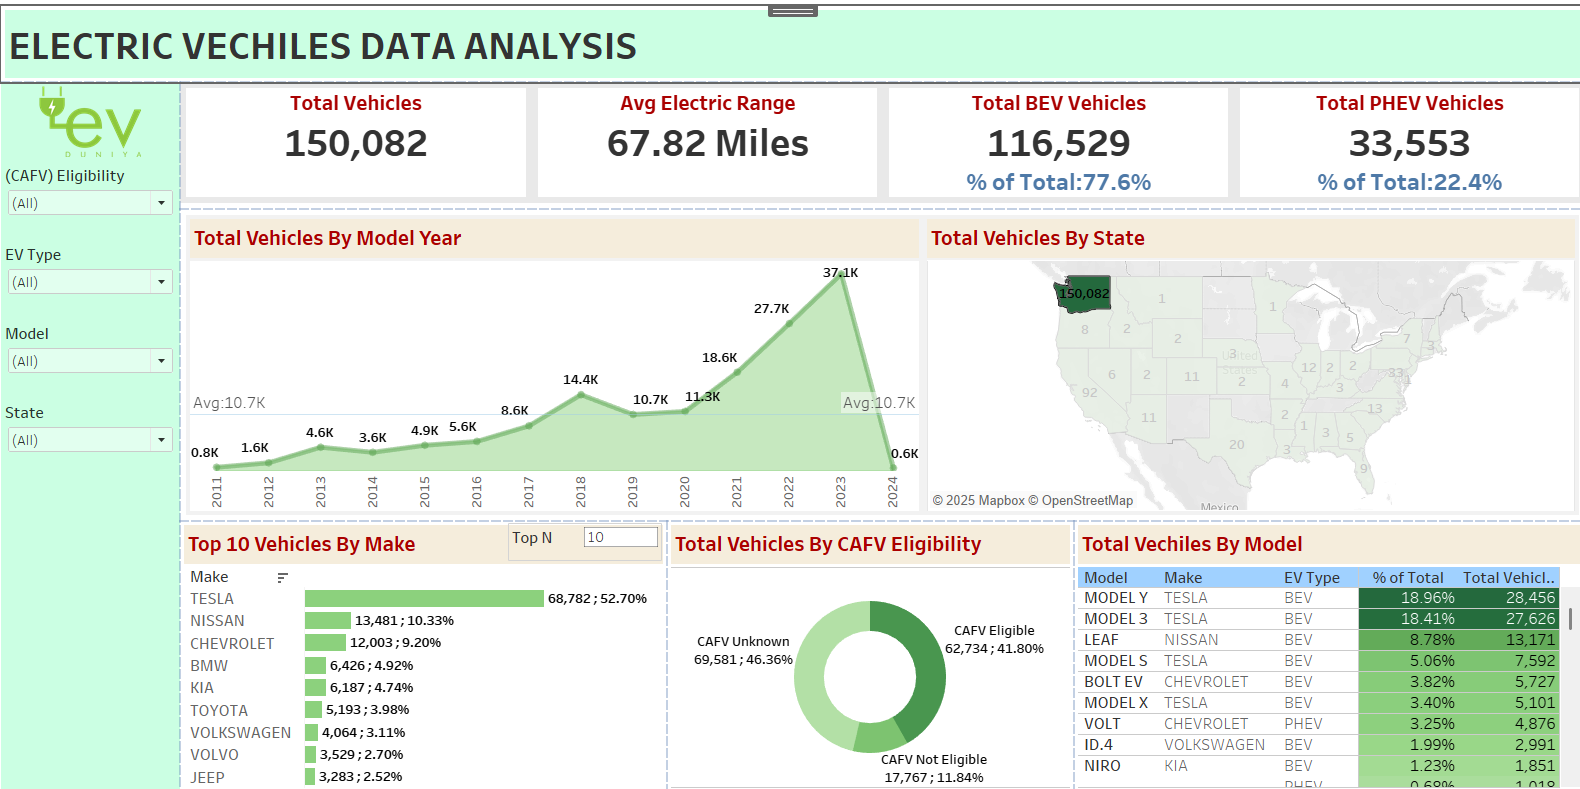 ELECTRIC VECHILES DATA ANALYSIS
ev
DUNIYA
(CAFV) Eligibility
(All)
EV Type
(All)
Model
(All)
State
(All)
Total Vehicles
150,082
Avg Electric Range
67.82 Miles
Total BEV Vehicles
116,529
% of Total:77.6%
Total PHEV Vehicles
33,553
% of Total:22.4%
Total Vehicles By Model Year
37.1K
27.7K
18.6K
14.4K
11.3K
10.7K
Avg:10.7K
Avg:10.7K
8.6K
5.6K
4.9K
4.6K
3.6K
1.6K
0.8K
0.6K
2011 2012 2013 2014 2015 2016 2017 2018 2019 2020 2021 2022 2023 2024
Total Vehicles By State
150,082
1
1
8
2
2
7
3
3
United States
6
2
11
2
12
2
2
33
1
92
4
3
11
13
2
20
1
3
5
3
9
Mexico
© 2025 Mapbox © OpenStreetMap
Top 10 Vehicles By Make
Top N
10
Make
TESLA 68,782 ; 52.70%
NISSAN 13,481 ; 10.33%
CHEVROLET 12,003 ; 9.20%
BMW 6,426 ; 4.92%
KIA 6,187 ; 4.74%
TOYOTA 5,193 ; 3.98%
VOLKSWAGEN 4,064 ; 3.11%
VOLVO 3,529 ; 2.70%
JEEP 3,283 ; 2.52%
Total Vehicles By CAFV Eligibility
CAFV Unknown
69,581 ; 46.36%
CAFV Eligible
62,734 ; 41.80%
CAFV Not Eligible
17,767 ; 11.84%
Total Vechiles By Model
Model Make EV Type % of Total Total Vehicl..
MODEL Y TESLA BEV 18.96% 28,456
MODEL 3 TESLA BEV 18.41% 27,626
LEAF NISSAN BEV 8.78% 13,171
MODEL S TESLA BEV 5.06% 7,592
BOLT EV CHEVROLET BEV 3.82% 5,727
MODEL X TESLA BEV 3.40% 5,101
VOLT CHEVROLET PHEV 3.25% 4,876
ID.4 VOLKSWAGEN BEV 1.99% 2,991
NIRO KIA BEV 1.23% 1,851
PHEV 0.68% 1,018